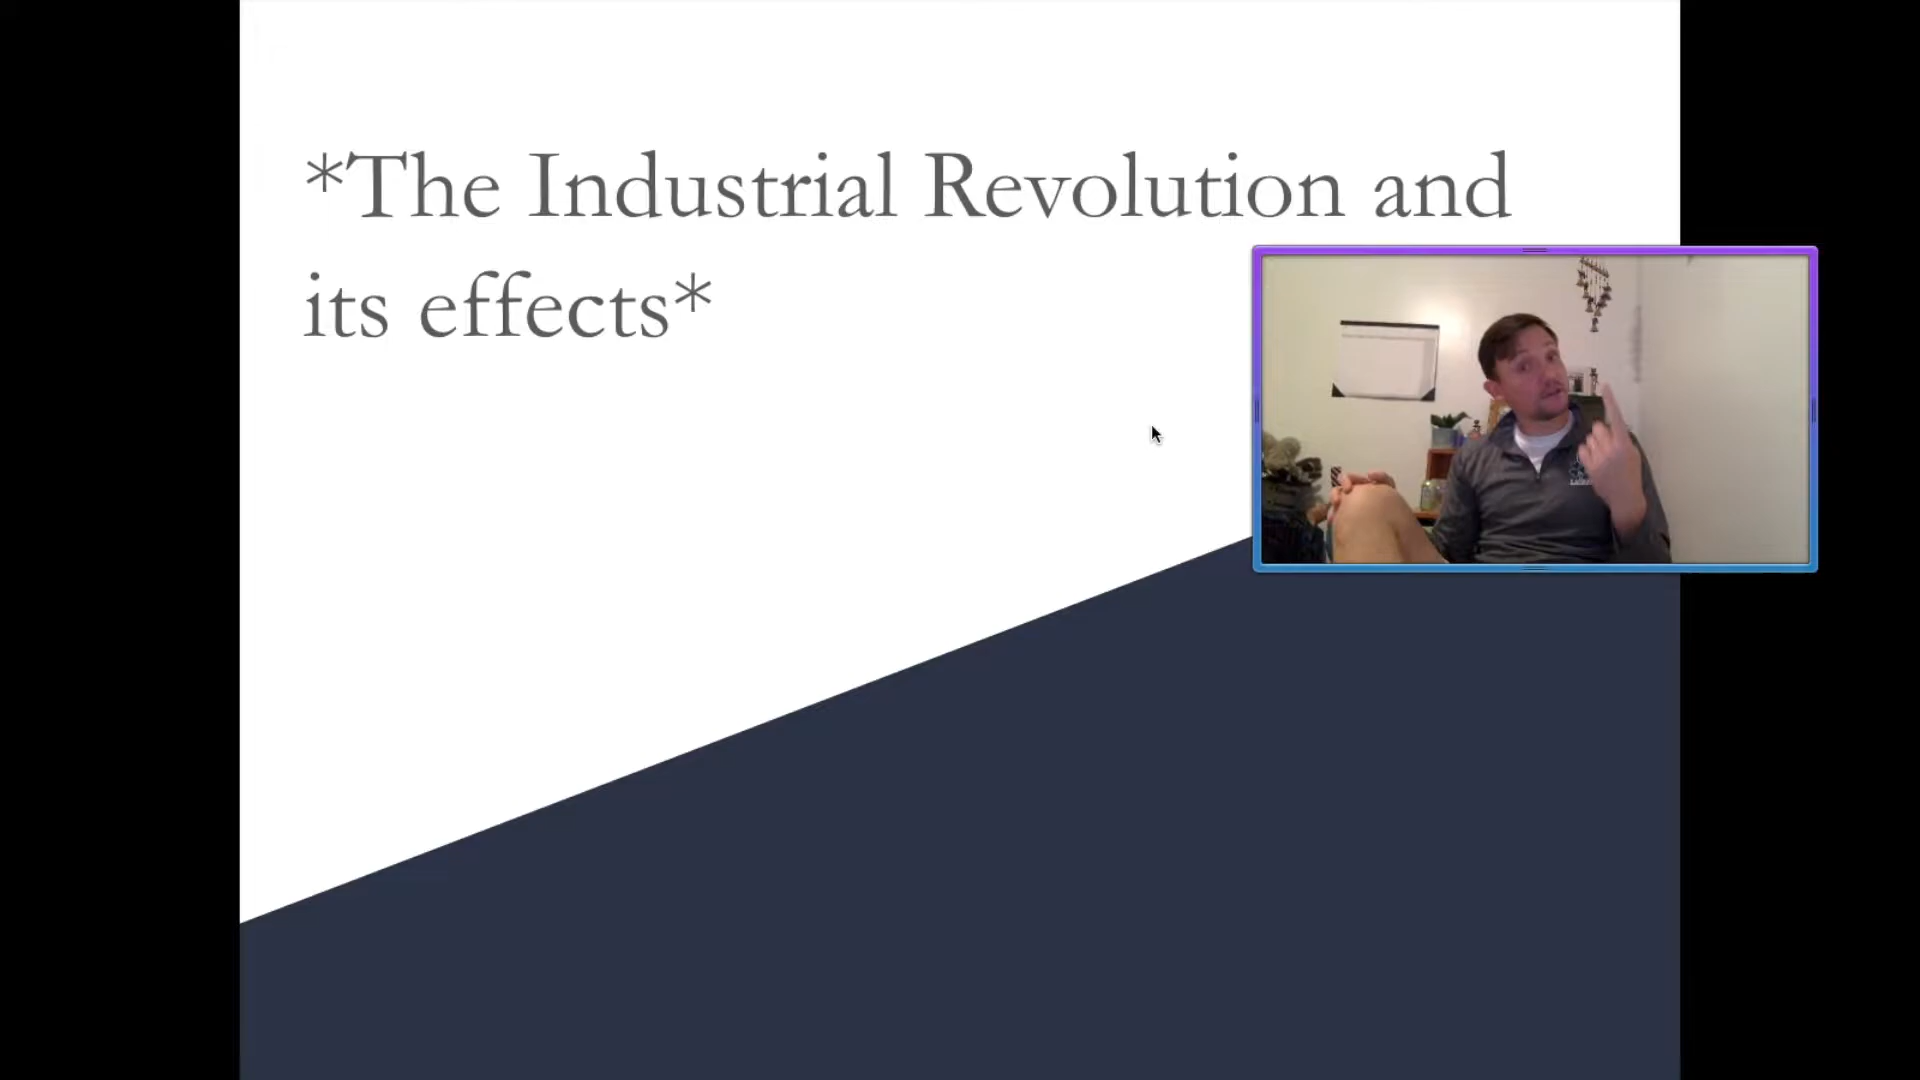 *The Industrial Revolution and
its effects*